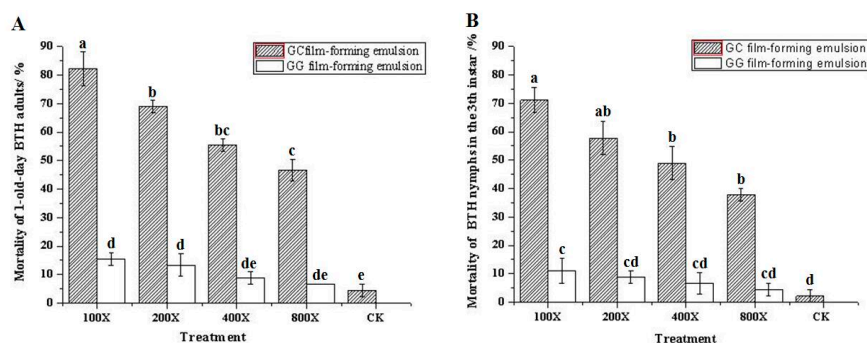 A
Mortality of 1-old-day BTH adults/ %
90
80
70
60
50
40
30
20
10
0
GCfilm-forming emulsion
GG film-forming emulsion
a
b
bc
c
d
d
de
de
e
100X 200X 400X 800X CK
Treatment
B
Mortality of BTH nymphs in the 3th instar /%
90
80
70
60
50
40
30
20
10
0
GC film-forming emulsion
GG film-forming emulsion
a
ab
b
b
c
cd
cd
cd
d
100X 200X 400X 800X CK
Treatment